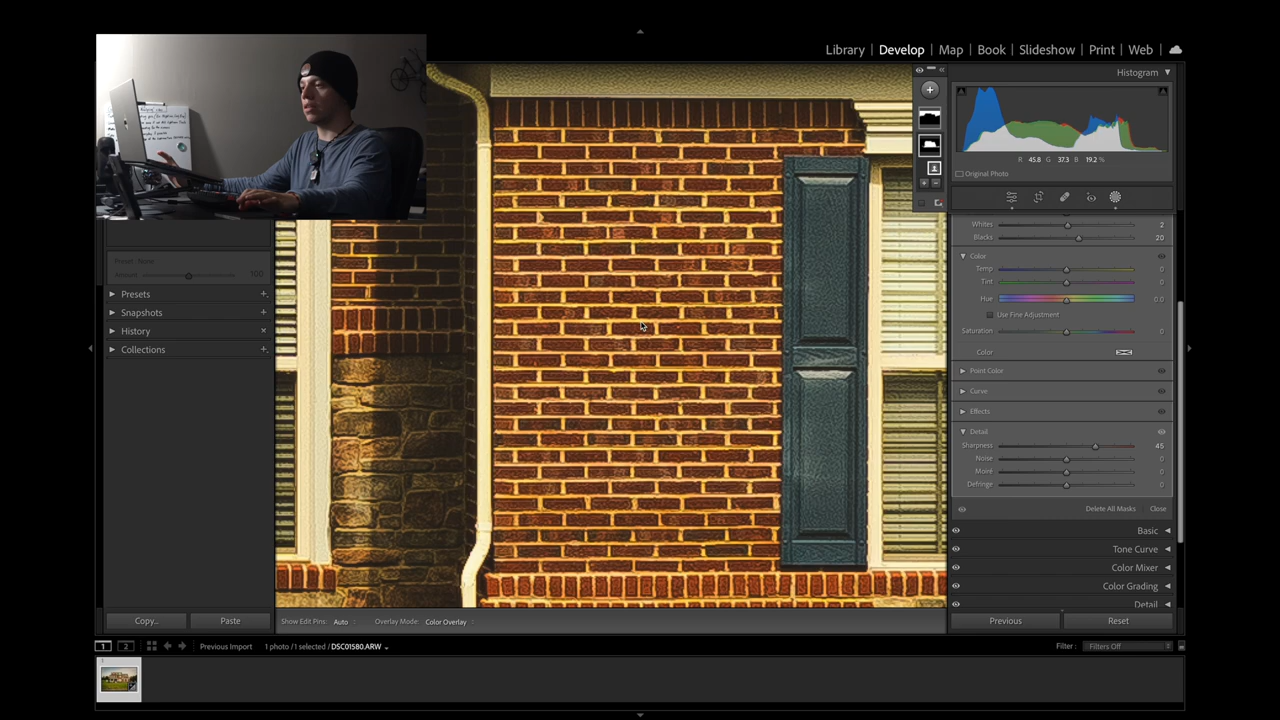 Library | Develop | Map | Book | Slideshow | Print | Web
Histogram
R 45.8 G 37.3 B 19.2 %
Original Photo
Whites 2
Blacks 20
Color
Temp 0
Tint 0
Hue 0.0
Use Fine Adjustment
Saturation 0
Color
Point Color
Curve
Effects
Detail
Sharpness 45
Noise 0
Moiré 0
Defringe 0
Delete All Masks Close
Basic
Tone Curve
Color Mixer
Color Grading
Detail
Previous Reset
Preset : None
Amount 100
Presets
Snapshots
History
Collections
Copy... Paste
Show Edit Pins: Auto Overlay Mode: Color Overlay
1 2 Previous Import 1 photo / 1 selected / DSC01580.ARW
Filter : Filters Off